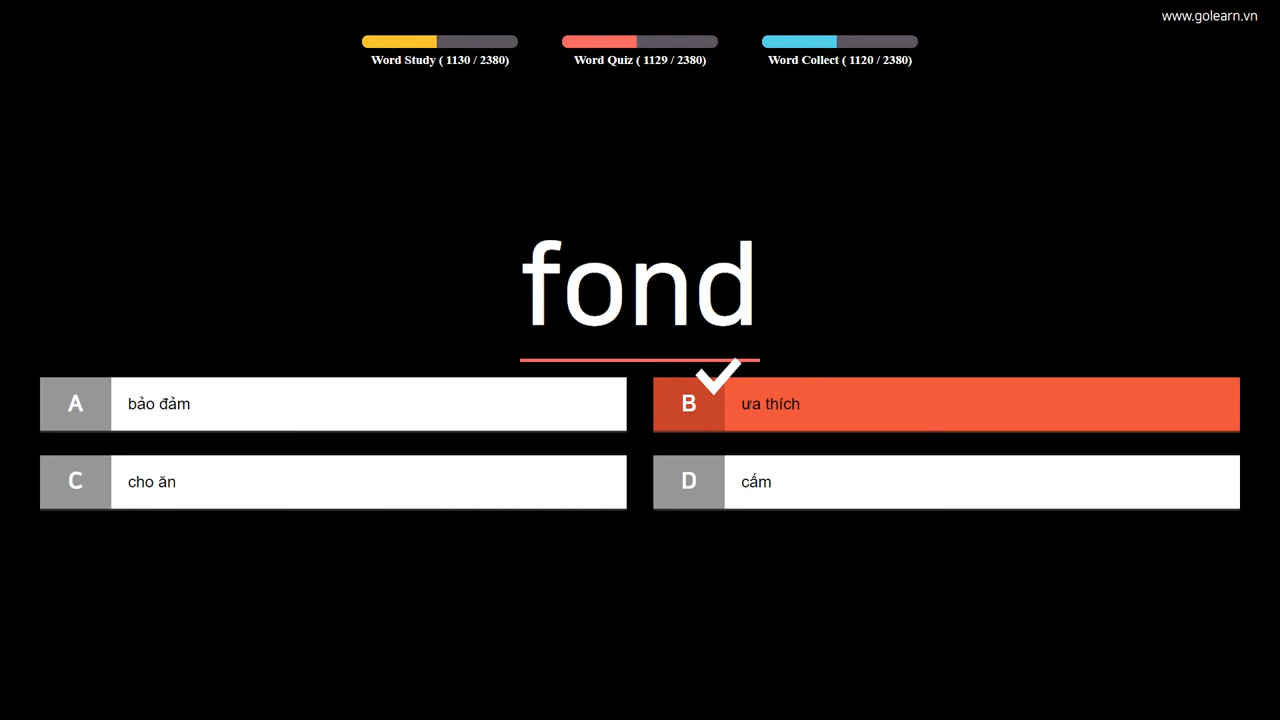 www.golearn.vn
Word Study ( 1130 / 2380)
Word Quiz ( 1129 / 2380)
Word Collect ( 1120 / 2380)
fond
A bảo đảm
B ưa thích
C cho ăn
D cấm